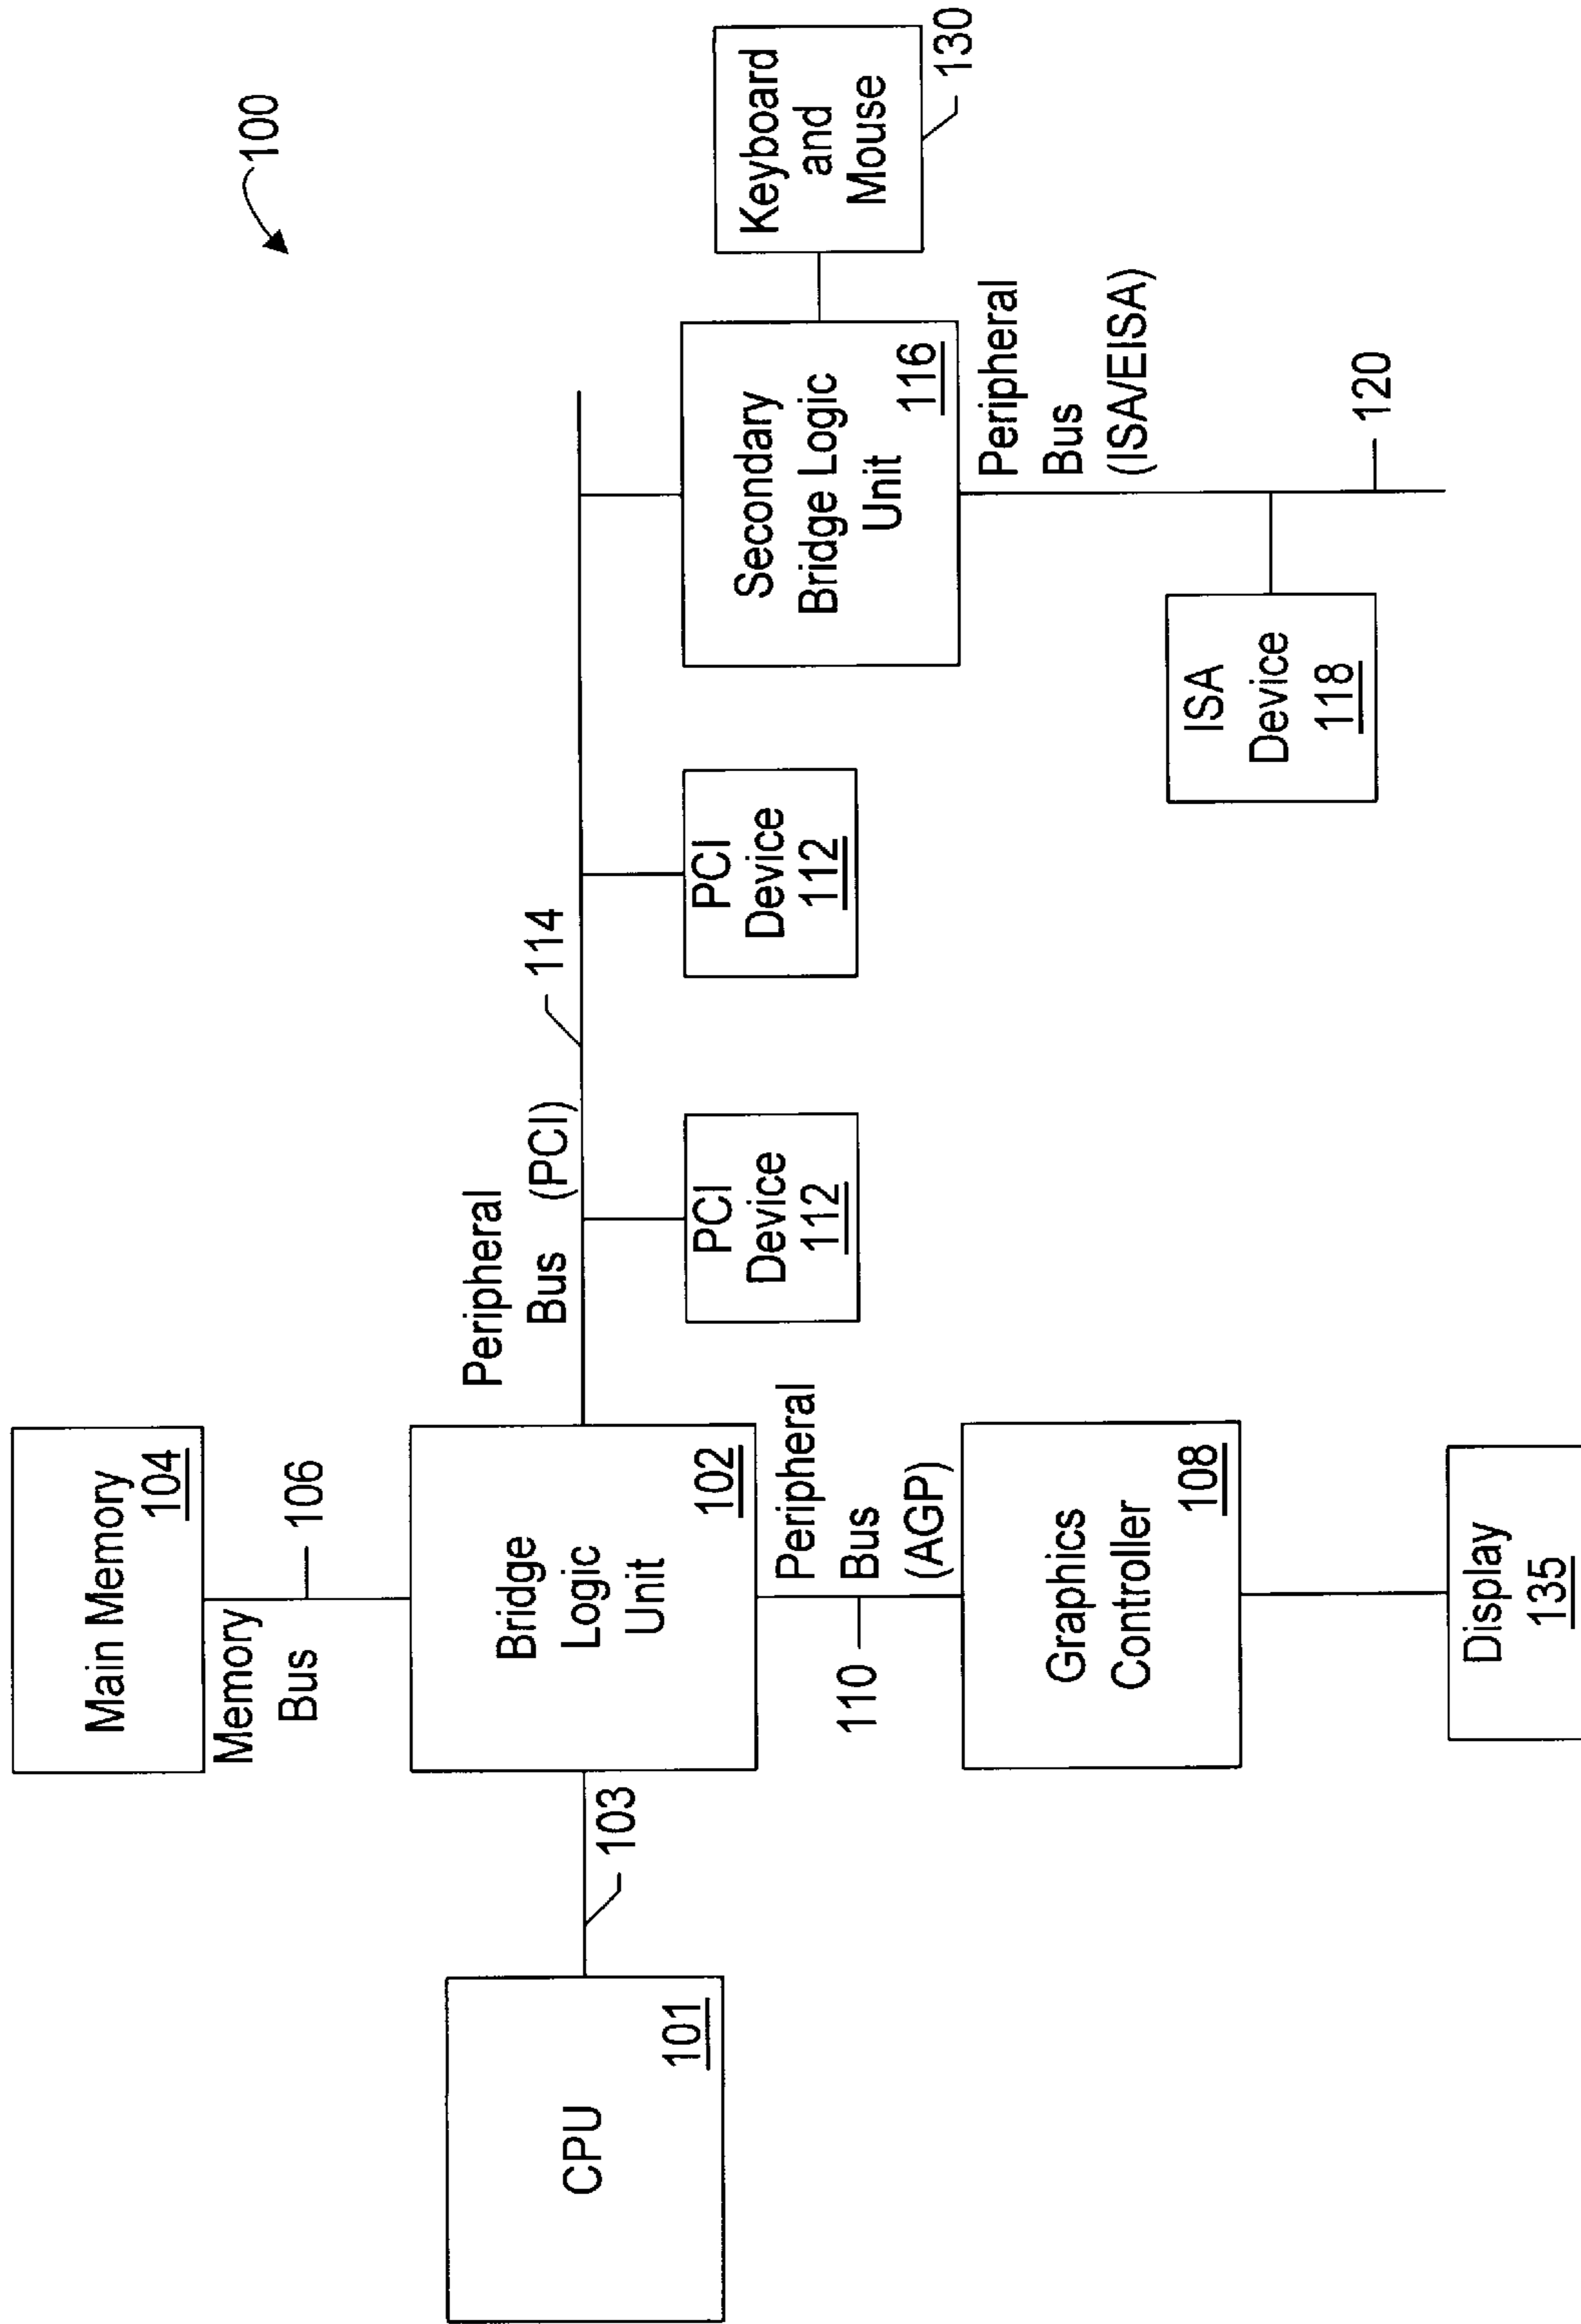 100
Main Memory
104
Memory
Bus
106
CPU
101
103
Bridge
Logic
Unit
102
Peripheral
Bus (PCI)
114
PCI
Device
112
PCI
Device
112
Secondary
Bridge Logic
Unit
116
Keyboard
and
Mouse
130
110
Peripheral
Bus
(AGP)
Graphics
Controller
108
Display
135
Peripheral
Bus
(ISA/EISA)
ISA
Device
118
120